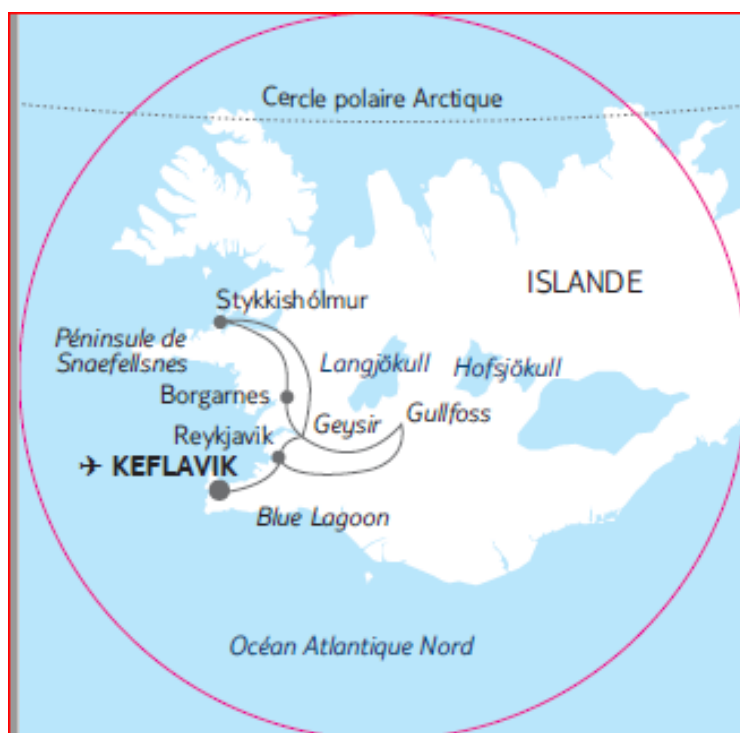 Cercle polaire Arctique
ISLANDE
Stykkishólmur
Péninsule de
Snaefellsnes
Langjökull
Hofsjökull
Borgarnes
Geysir
Gullfoss
Reykjavik
KEFLAVIK
Blue Lagoon
Océan Atlantique Nord